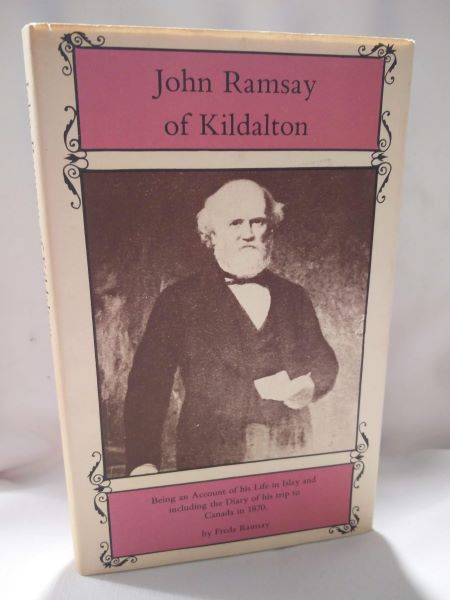 John Ramsay
of Kildalton
Being an Account of his Life in Islay and
including the Diary of his trip to
Canada in 1870.
by Freda Ramsay